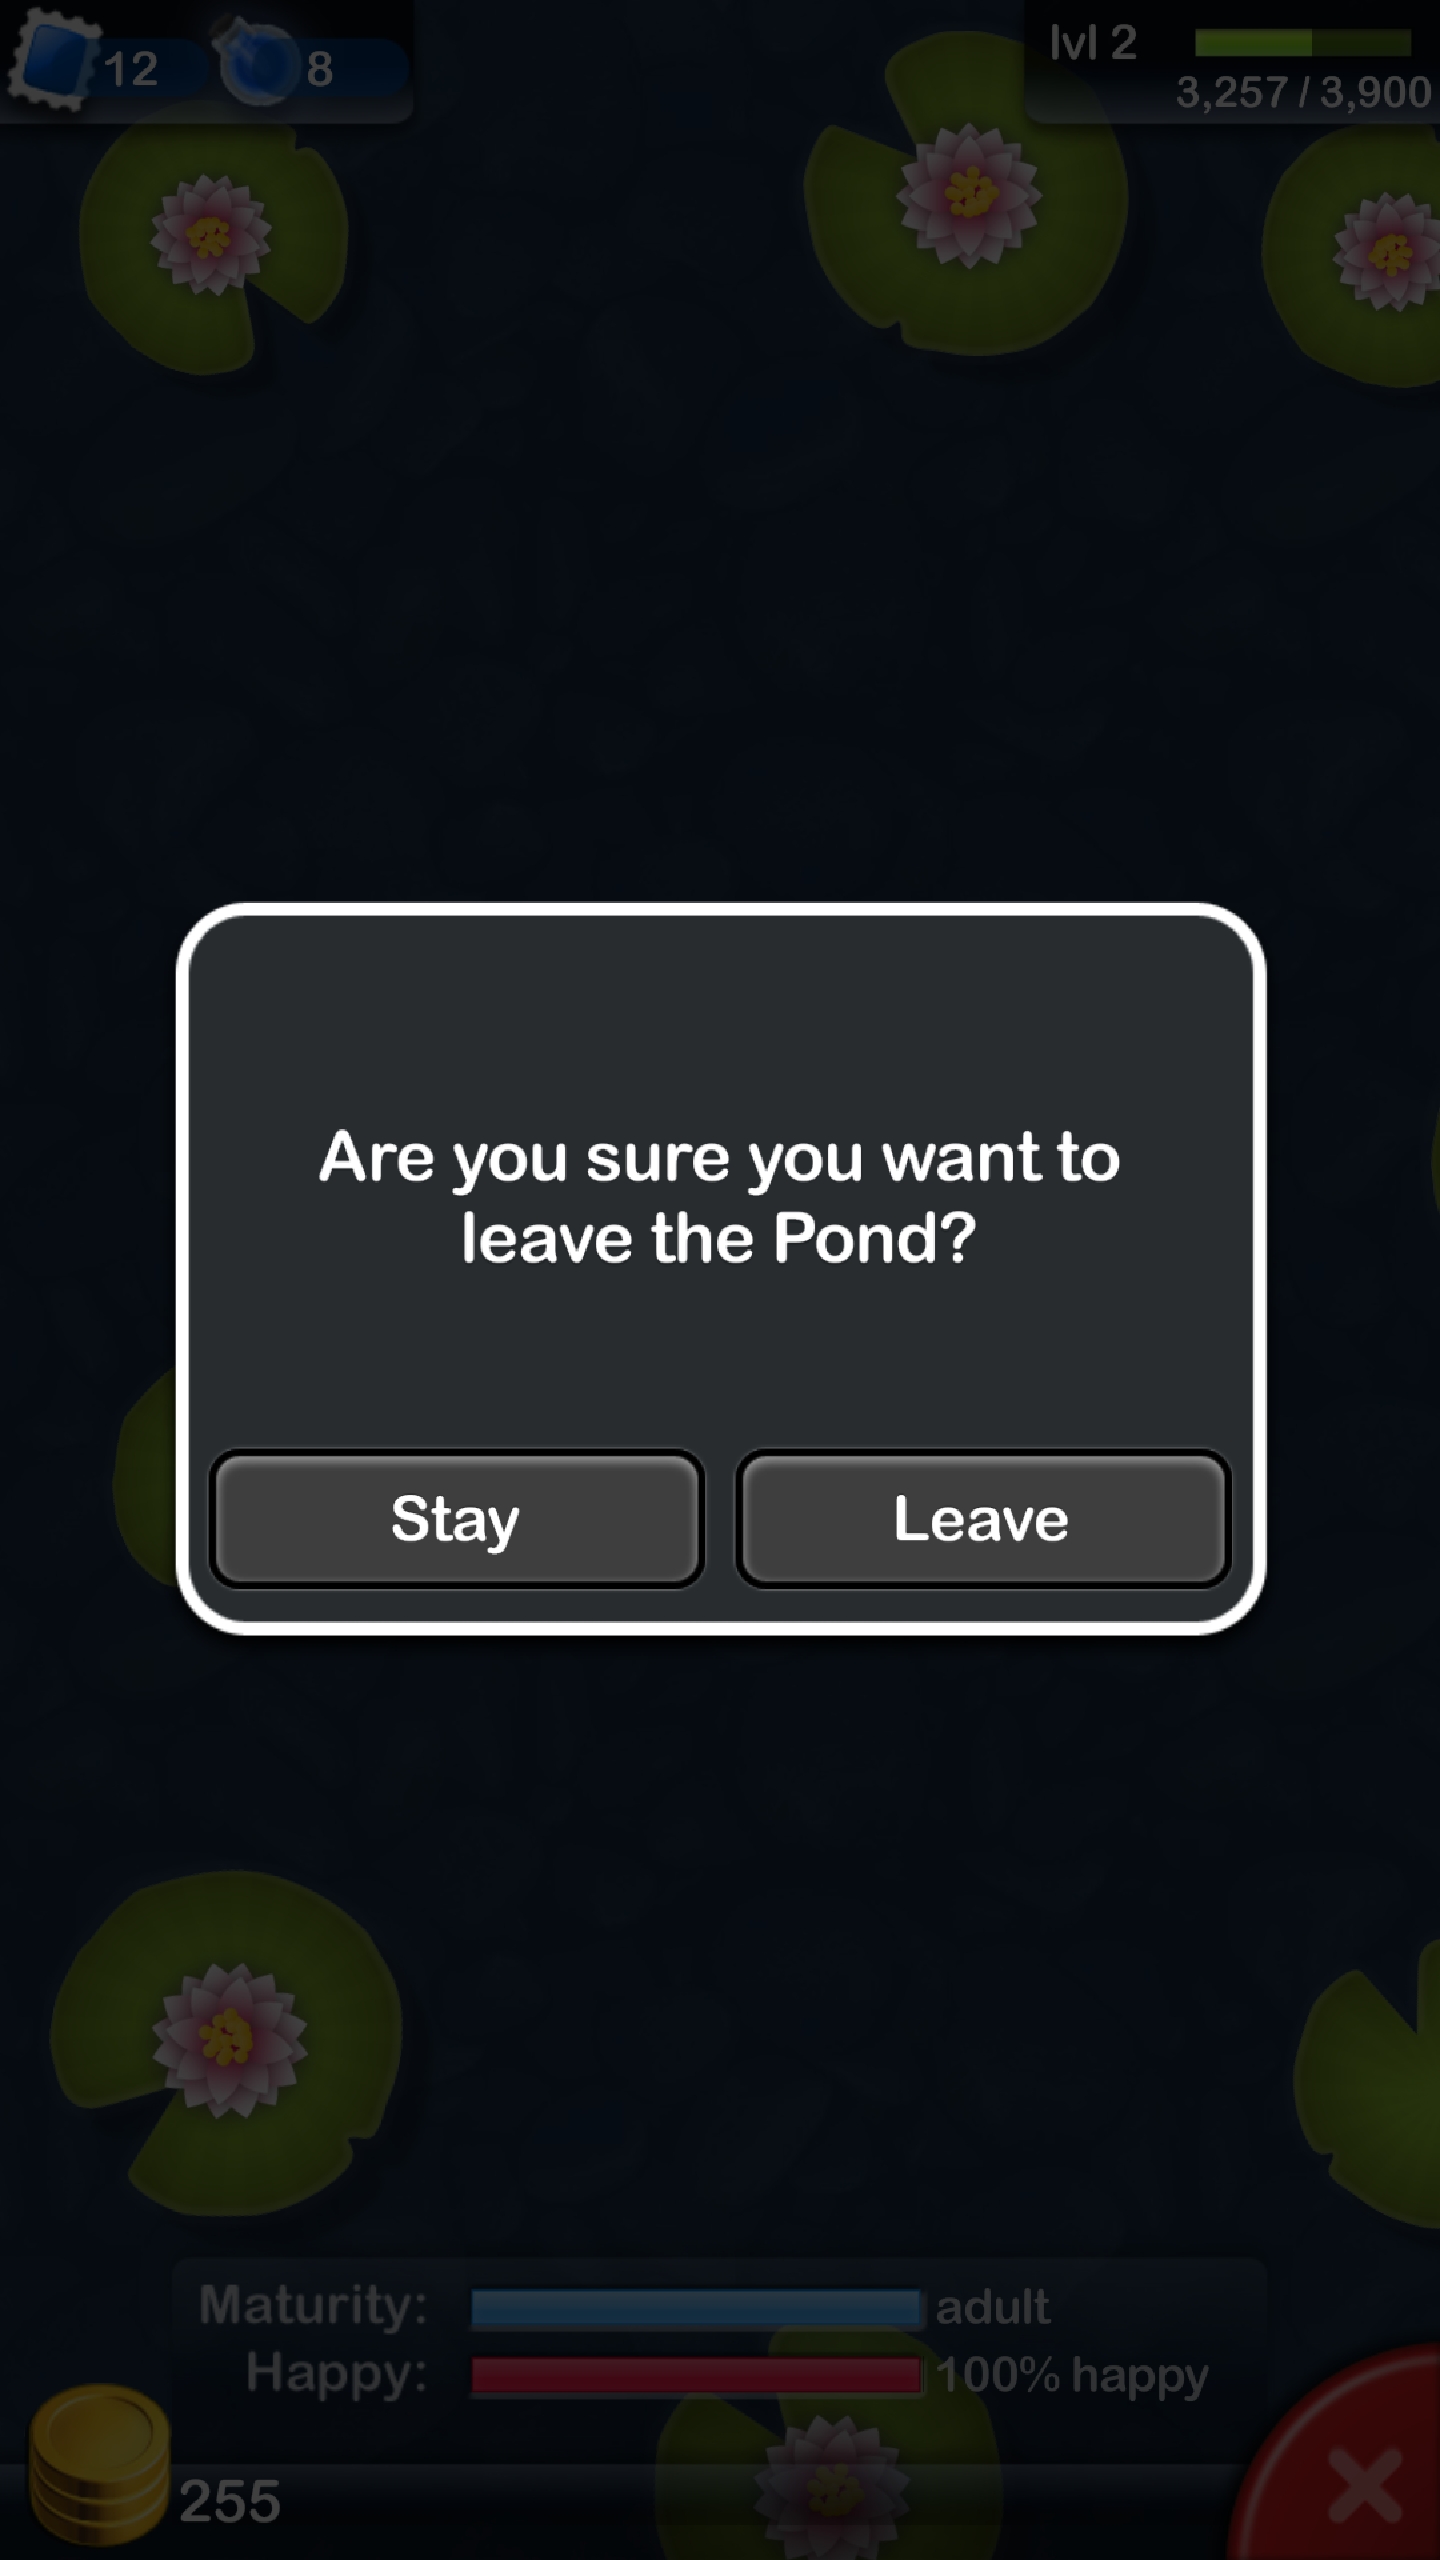 12
8
lvl 2
3,257 / 3,900
Are you sure you want to
leave the Pond?
Stay
Leave
Maturity:
adult
Happy:
100% happy
255